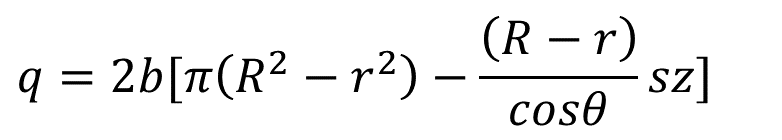 q = 2b[π(R² − r²) − (R − r)/cosθ sz]